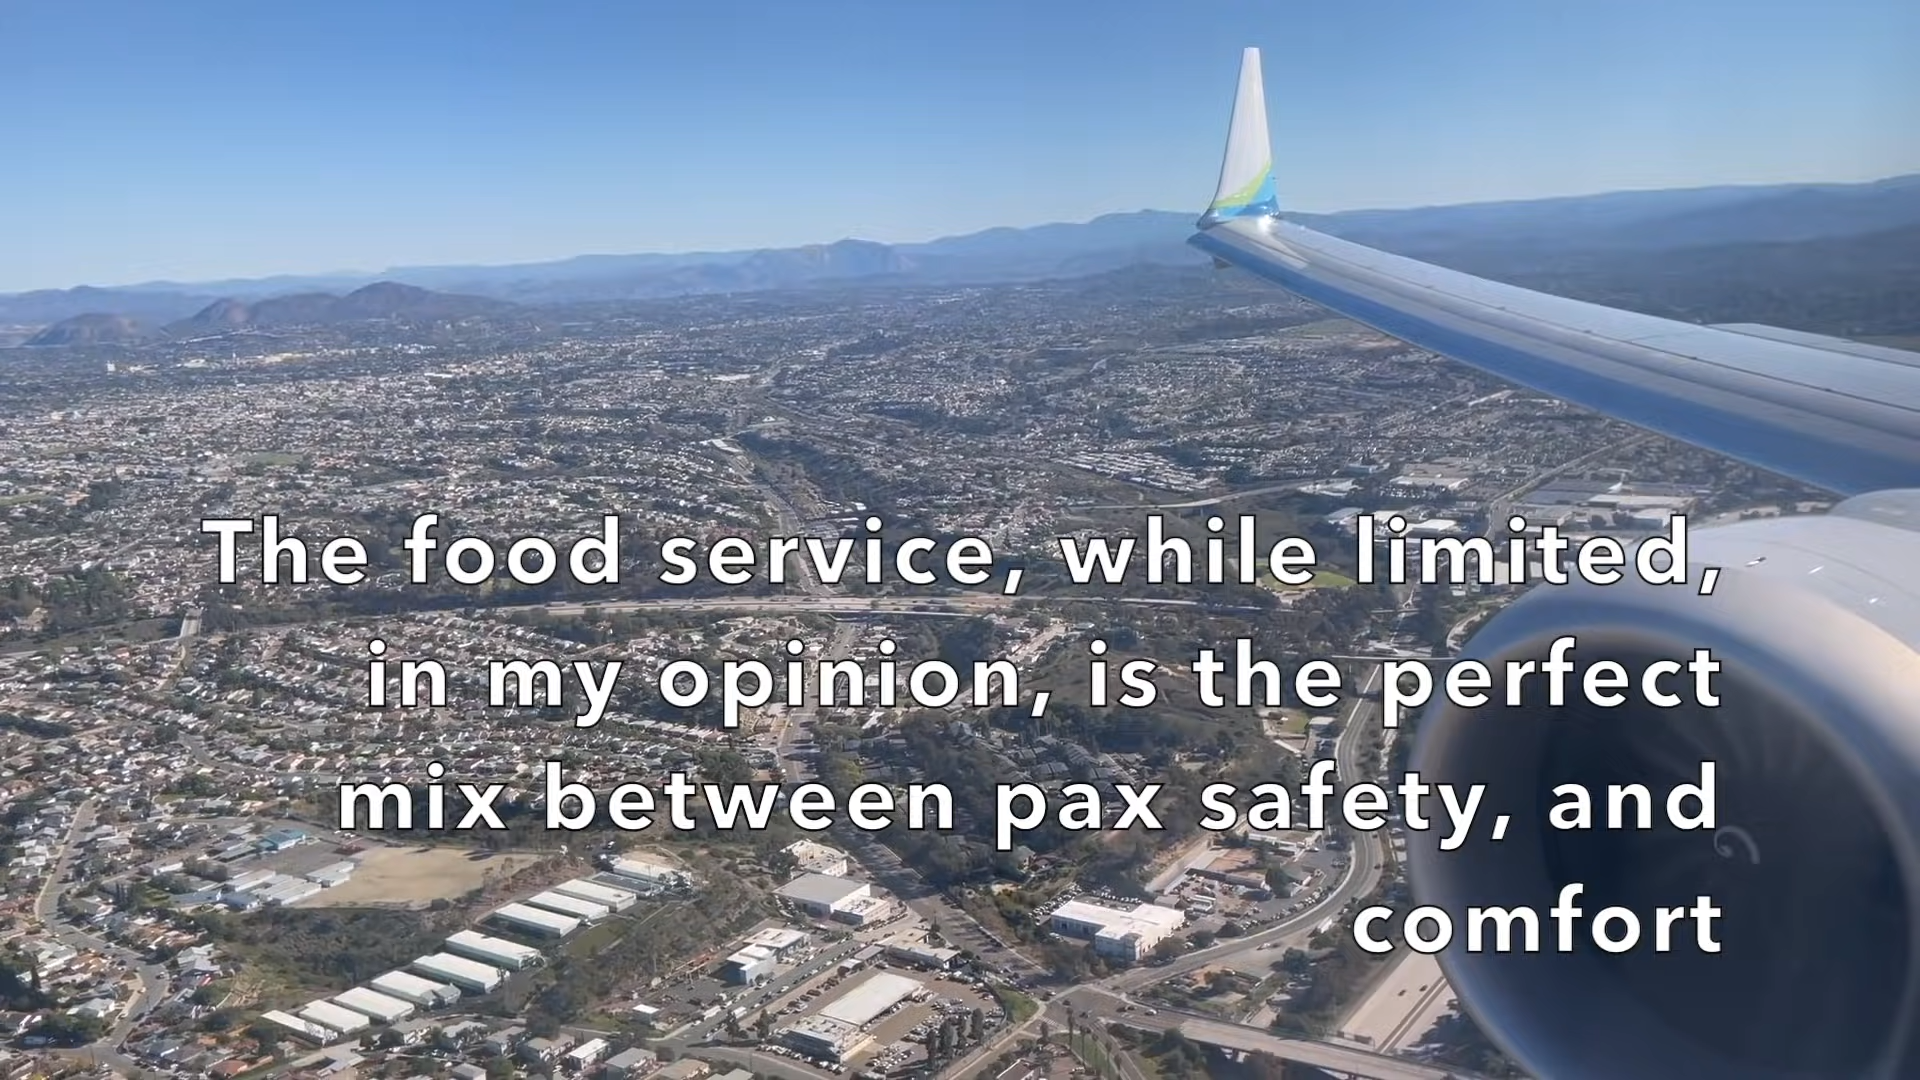 The food service, while limited,
in my opinion, is the perfect
mix between pax safety, and
comfort